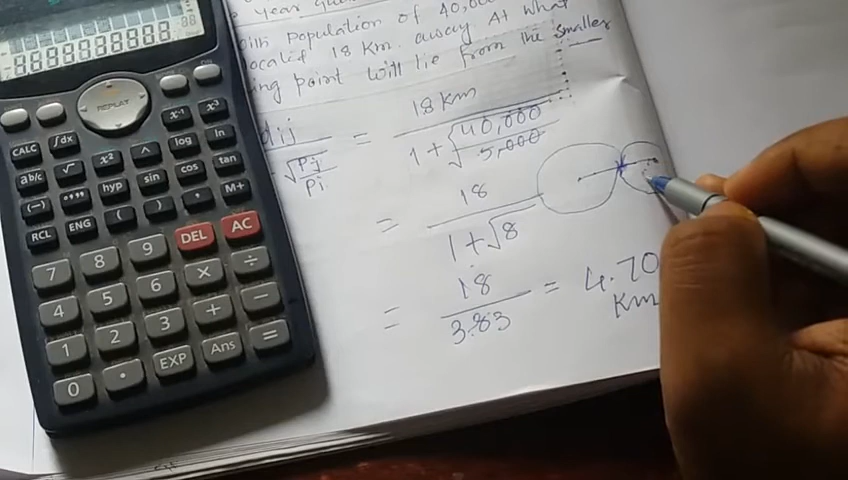 year
with Population of 40,00
located 18 Km. away At what
ing point will lie from the smaller
dij = 18 Km
√Pj/Pi 1+√40,000/5,000
= 18
1+√8
= 18 = 4.70
3.83 Km
REPLAY
x⁻¹ x³
CALC ∫dx log ln
ab/c √ x² ^ cos tan
(−) °'" hyp sin M+
RCL ENG ( )
7 8 9 DEL AC
4 5 6 × ÷
1 2 3 + −
0 • EXP Ans =